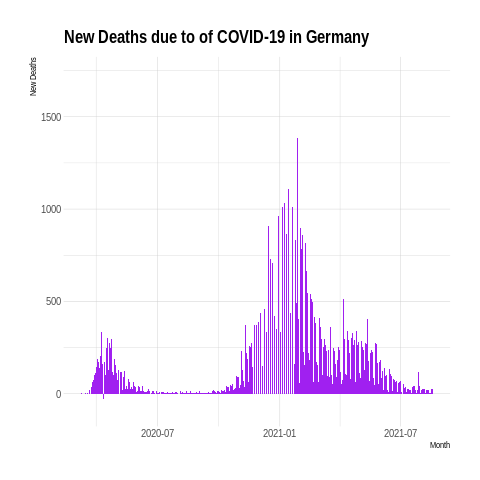 New Deaths due to of COVID-19 in Germany
New Deaths
1500
1000
500
0
2020-07
2021-01
2021-07
Month